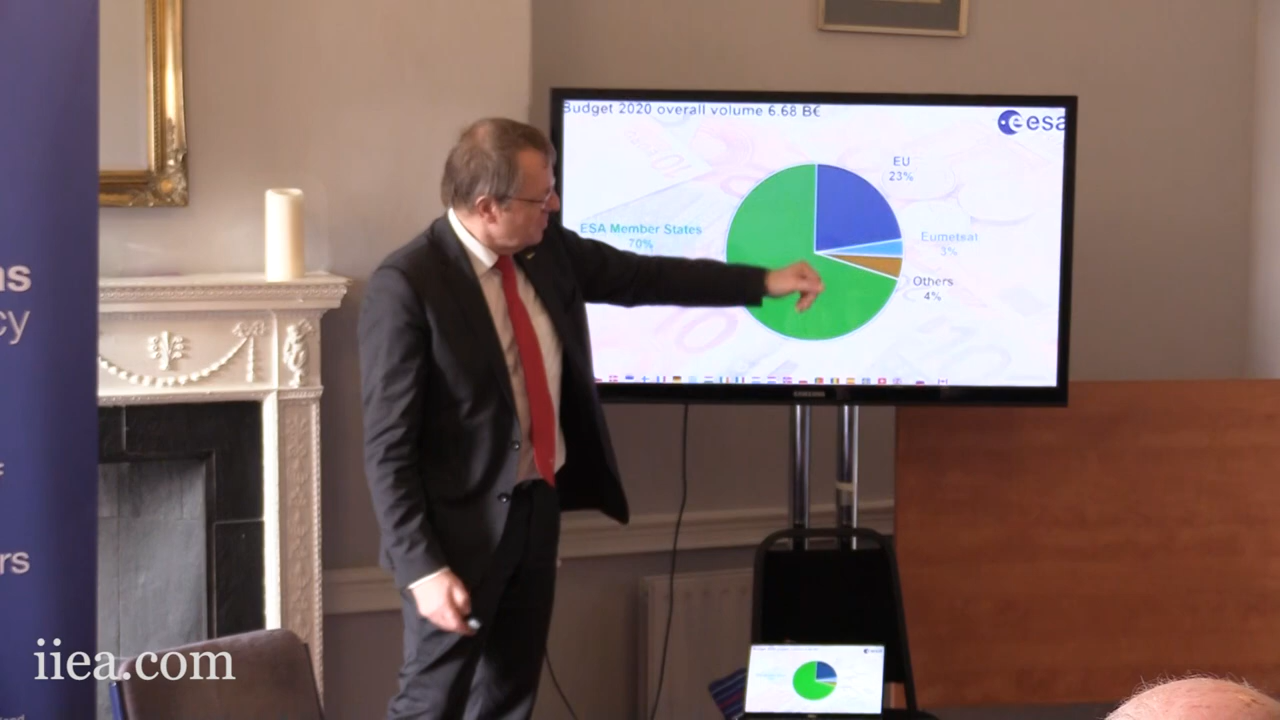 Budget 2020 overall volume 6.68 B€
esa
EU
23%
ESA Member States
70%
Eumetsat
3%
Others
4%
SAMSUNG
ns
cy
rs
iiea.com